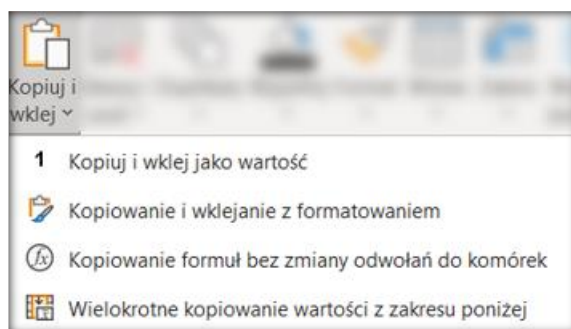 Kopiuj i
wklej
1 Kopiuj i wklej jako wartość
Kopiowanie i wklejanie z formatowaniem
fx Kopiowanie formuł bez zmiany odwołań do komórek
Wielokrotne kopiowanie wartości z zakresu poniżej